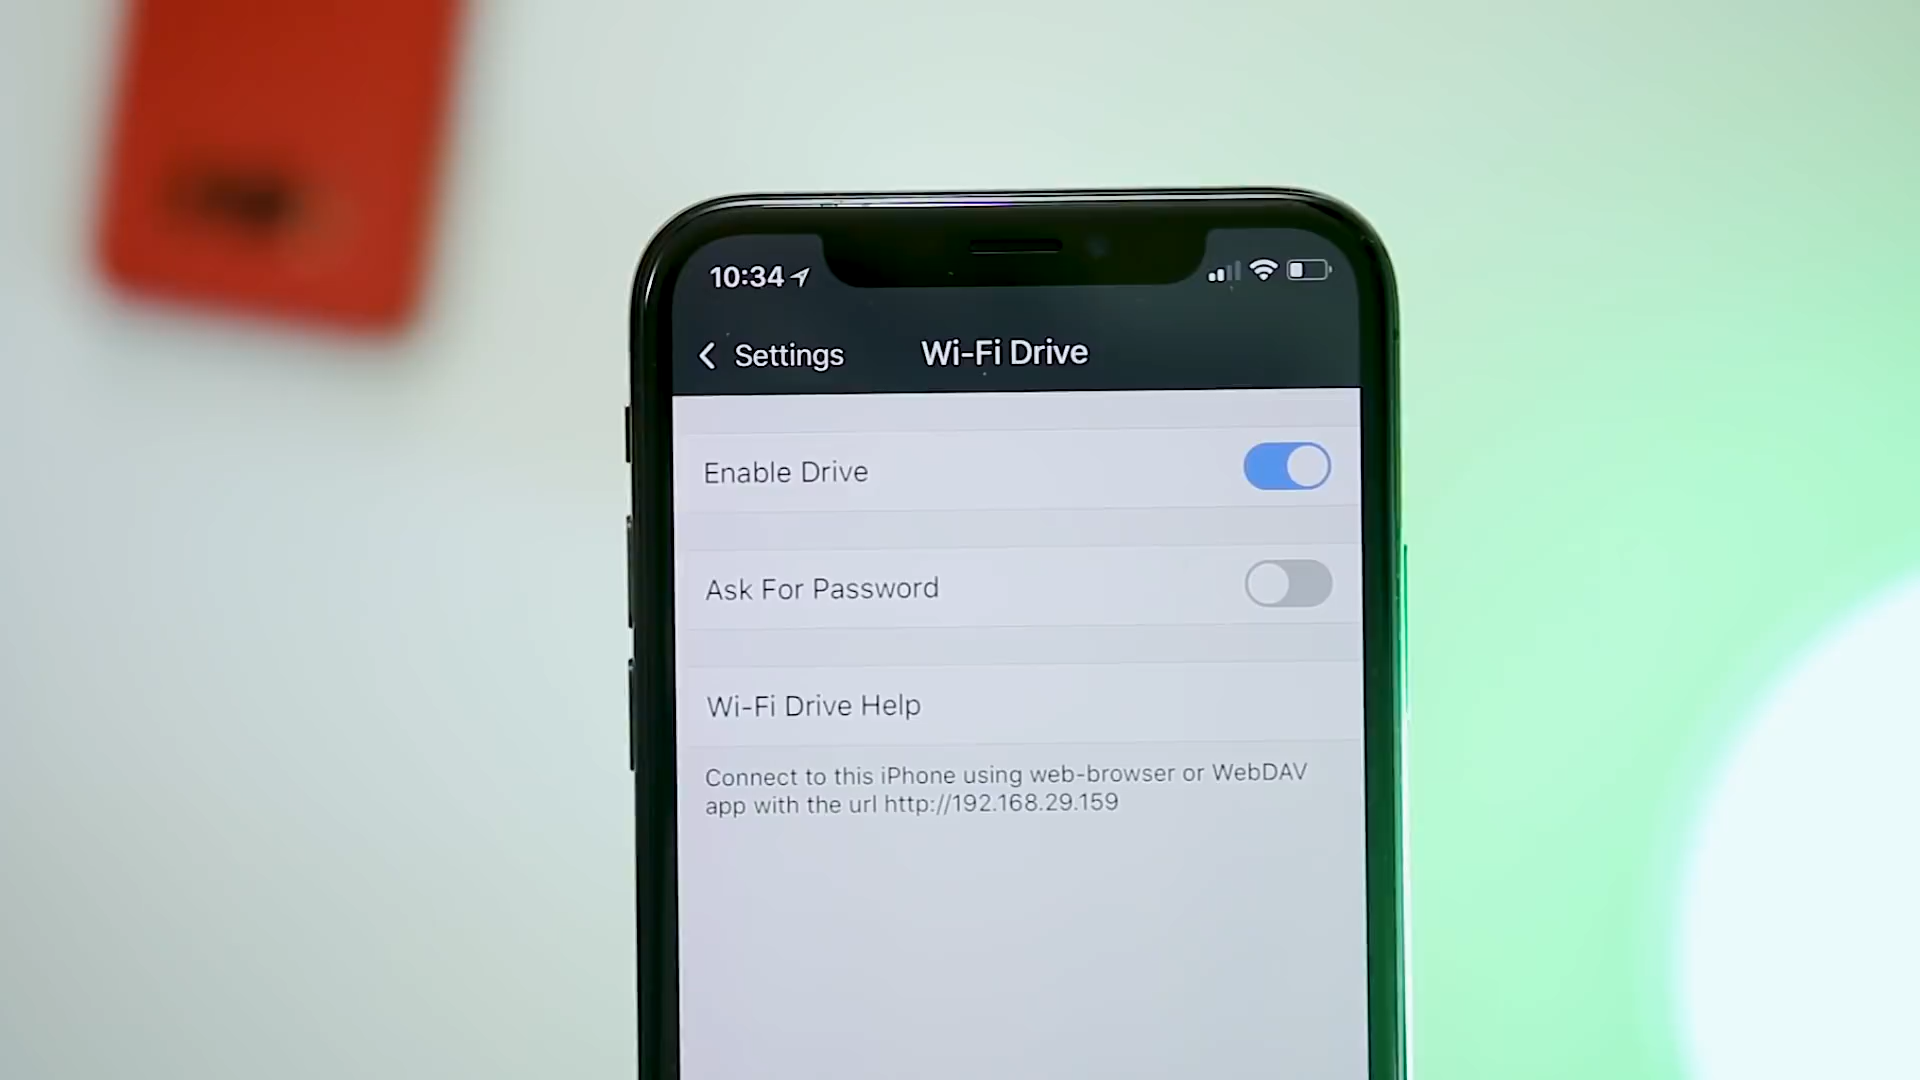 10:34
Settings
Wi-Fi Drive
Enable Drive
Ask For Password
Wi-Fi Drive Help
Connect to this iPhone using web-browser or WebDAV
app with the url http://192.168.29.159